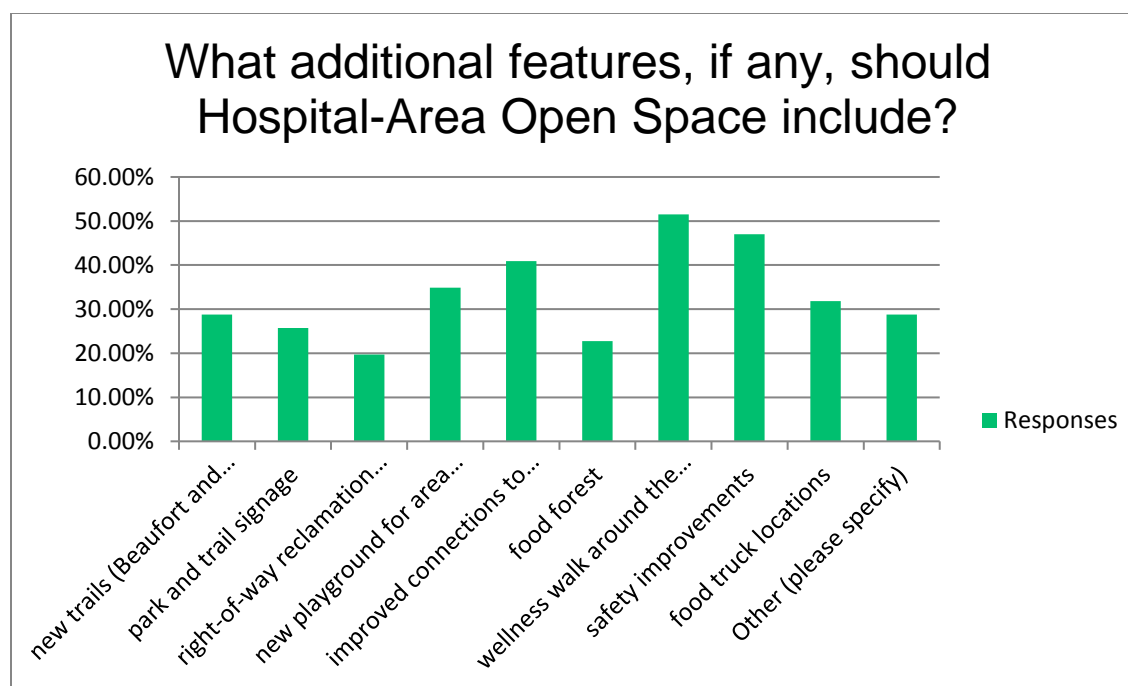 What additional features, if any, should
Hospital-Area Open Space include?
60.00%
50.00%
40.00%
30.00%
20.00%
10.00%
0.00%
new trails (Beaufort and…
park and trail signage
right-of-way reclamation…
new playground for area…
improved connections to…
food forest
wellness walk around the…
safety improvements
food truck locations
Other (please specify)
Responses